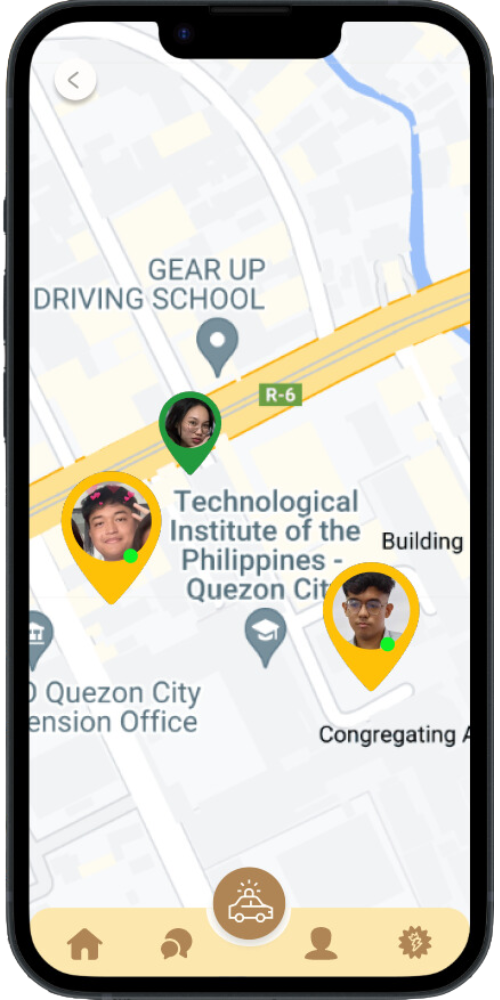 GEAR UP
DRIVING SCHOOL
R-6
Technological
Institute of the
Philippines -
Quezon Cit
Building
Quezon City
ension Office
Congregating A